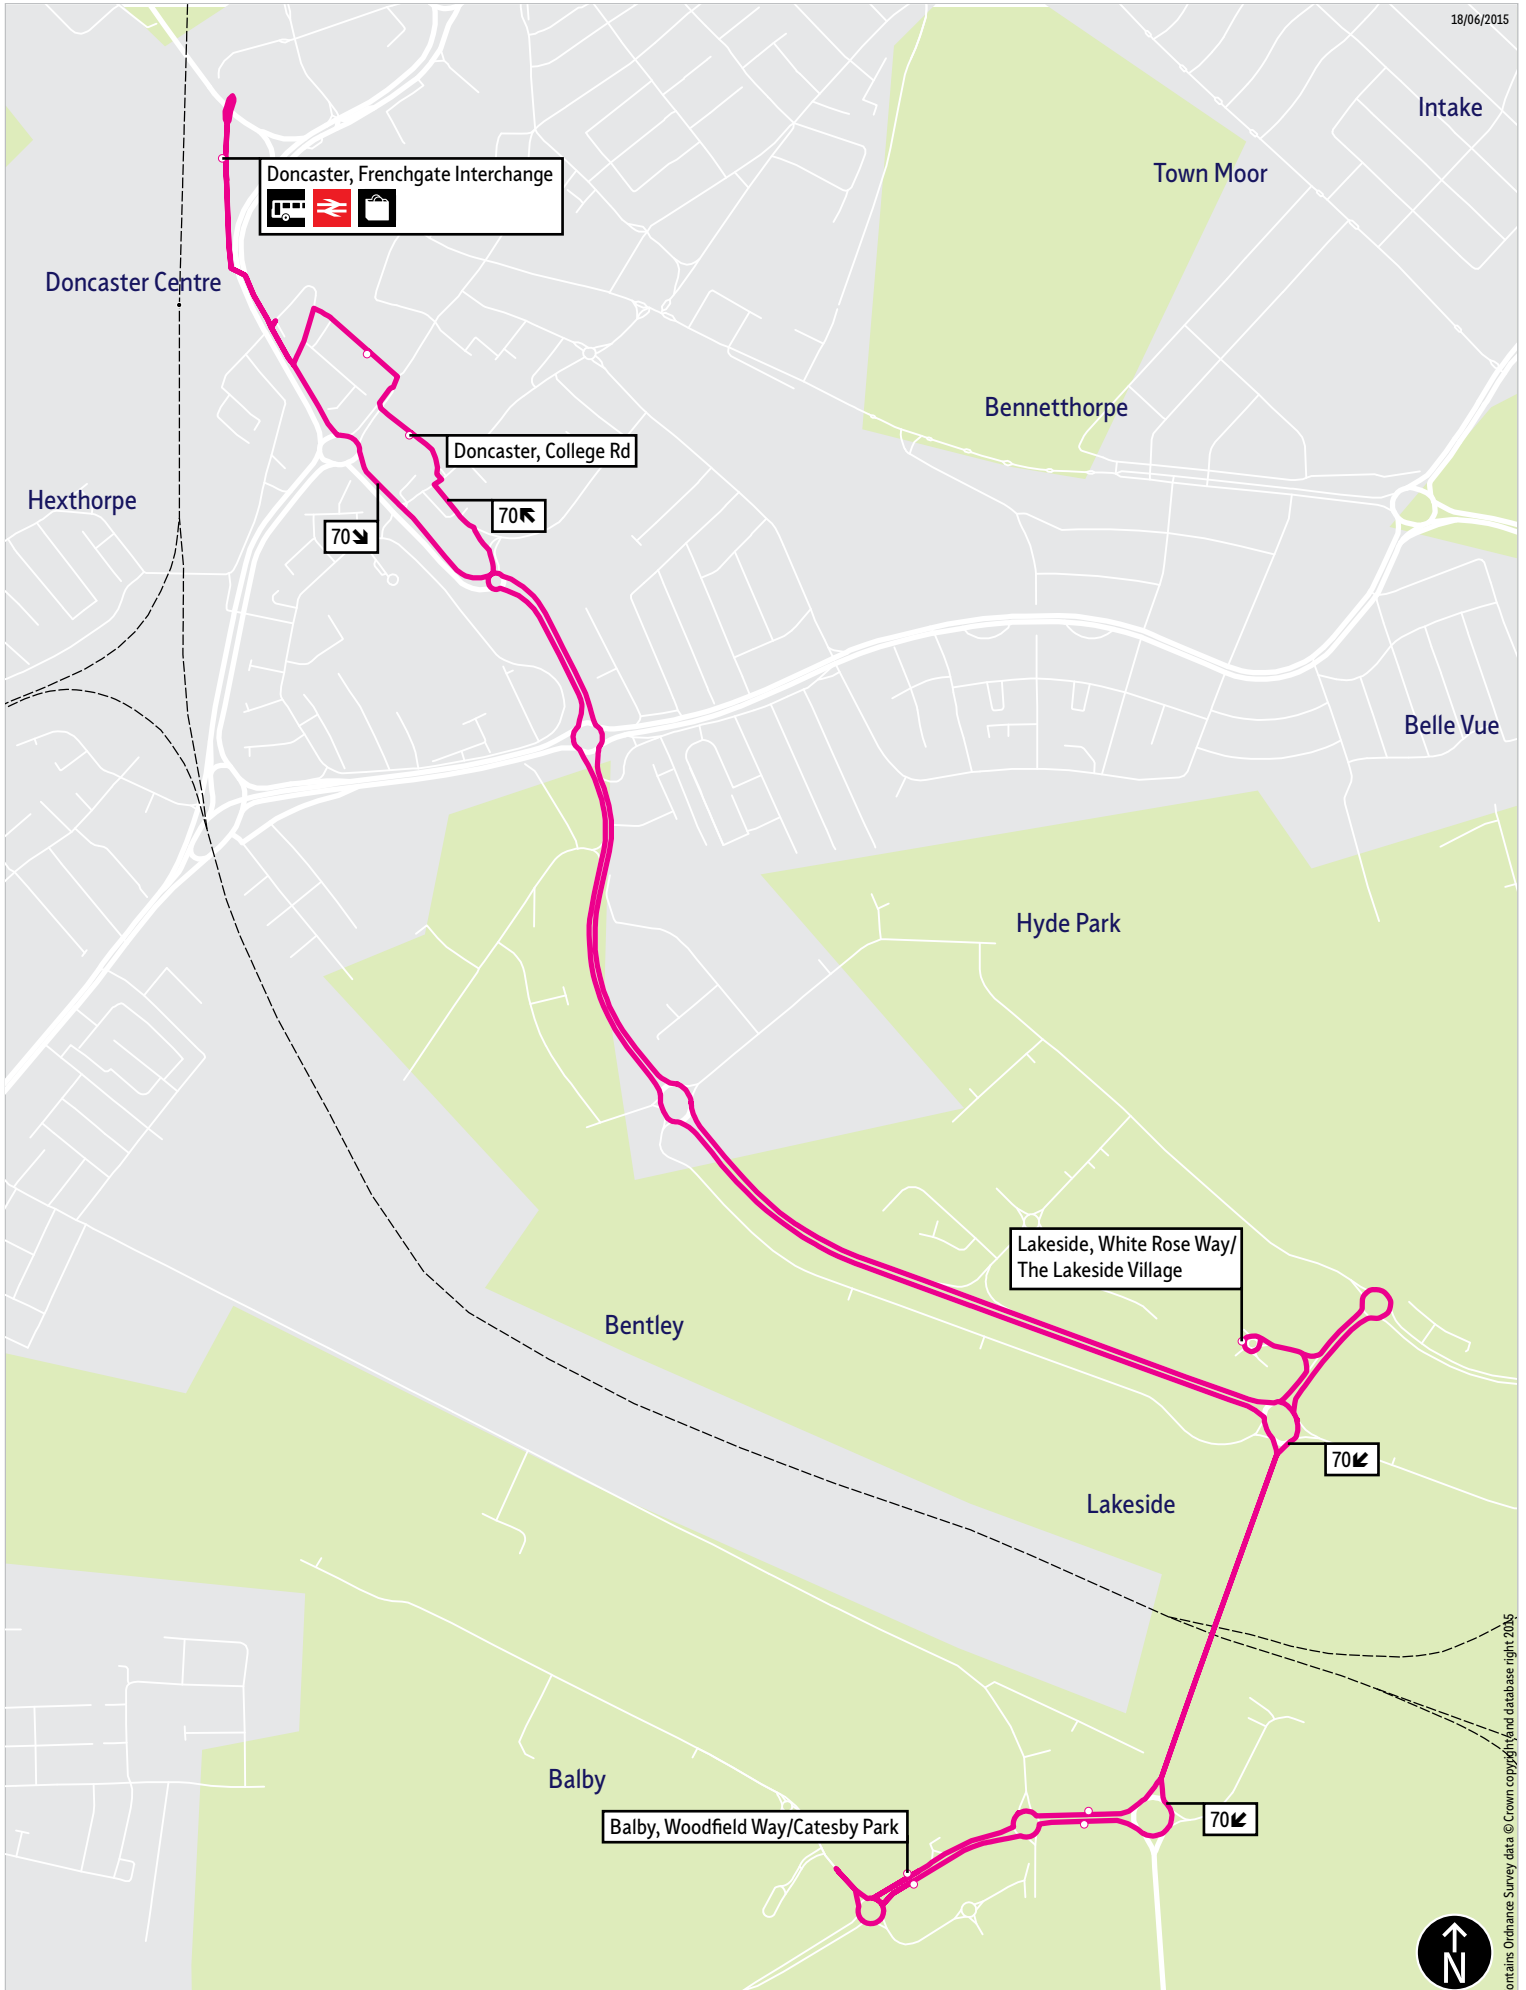 18/06/2015
Intake
Town Moor
Doncaster, Frenchgate Interchange
Doncaster Centre
Bennetthorpe
Doncaster, College Rd
Hexthorpe
70
70
Belle Vue
Hyde Park
Lakeside, White Rose Way/
The Lakeside Village
Bentley
70
Lakeside
Balby
70
Balby, Woodfield Way/Catesby Park
N
ontains Ordnance Survey data © Crown copyright and database right 2015